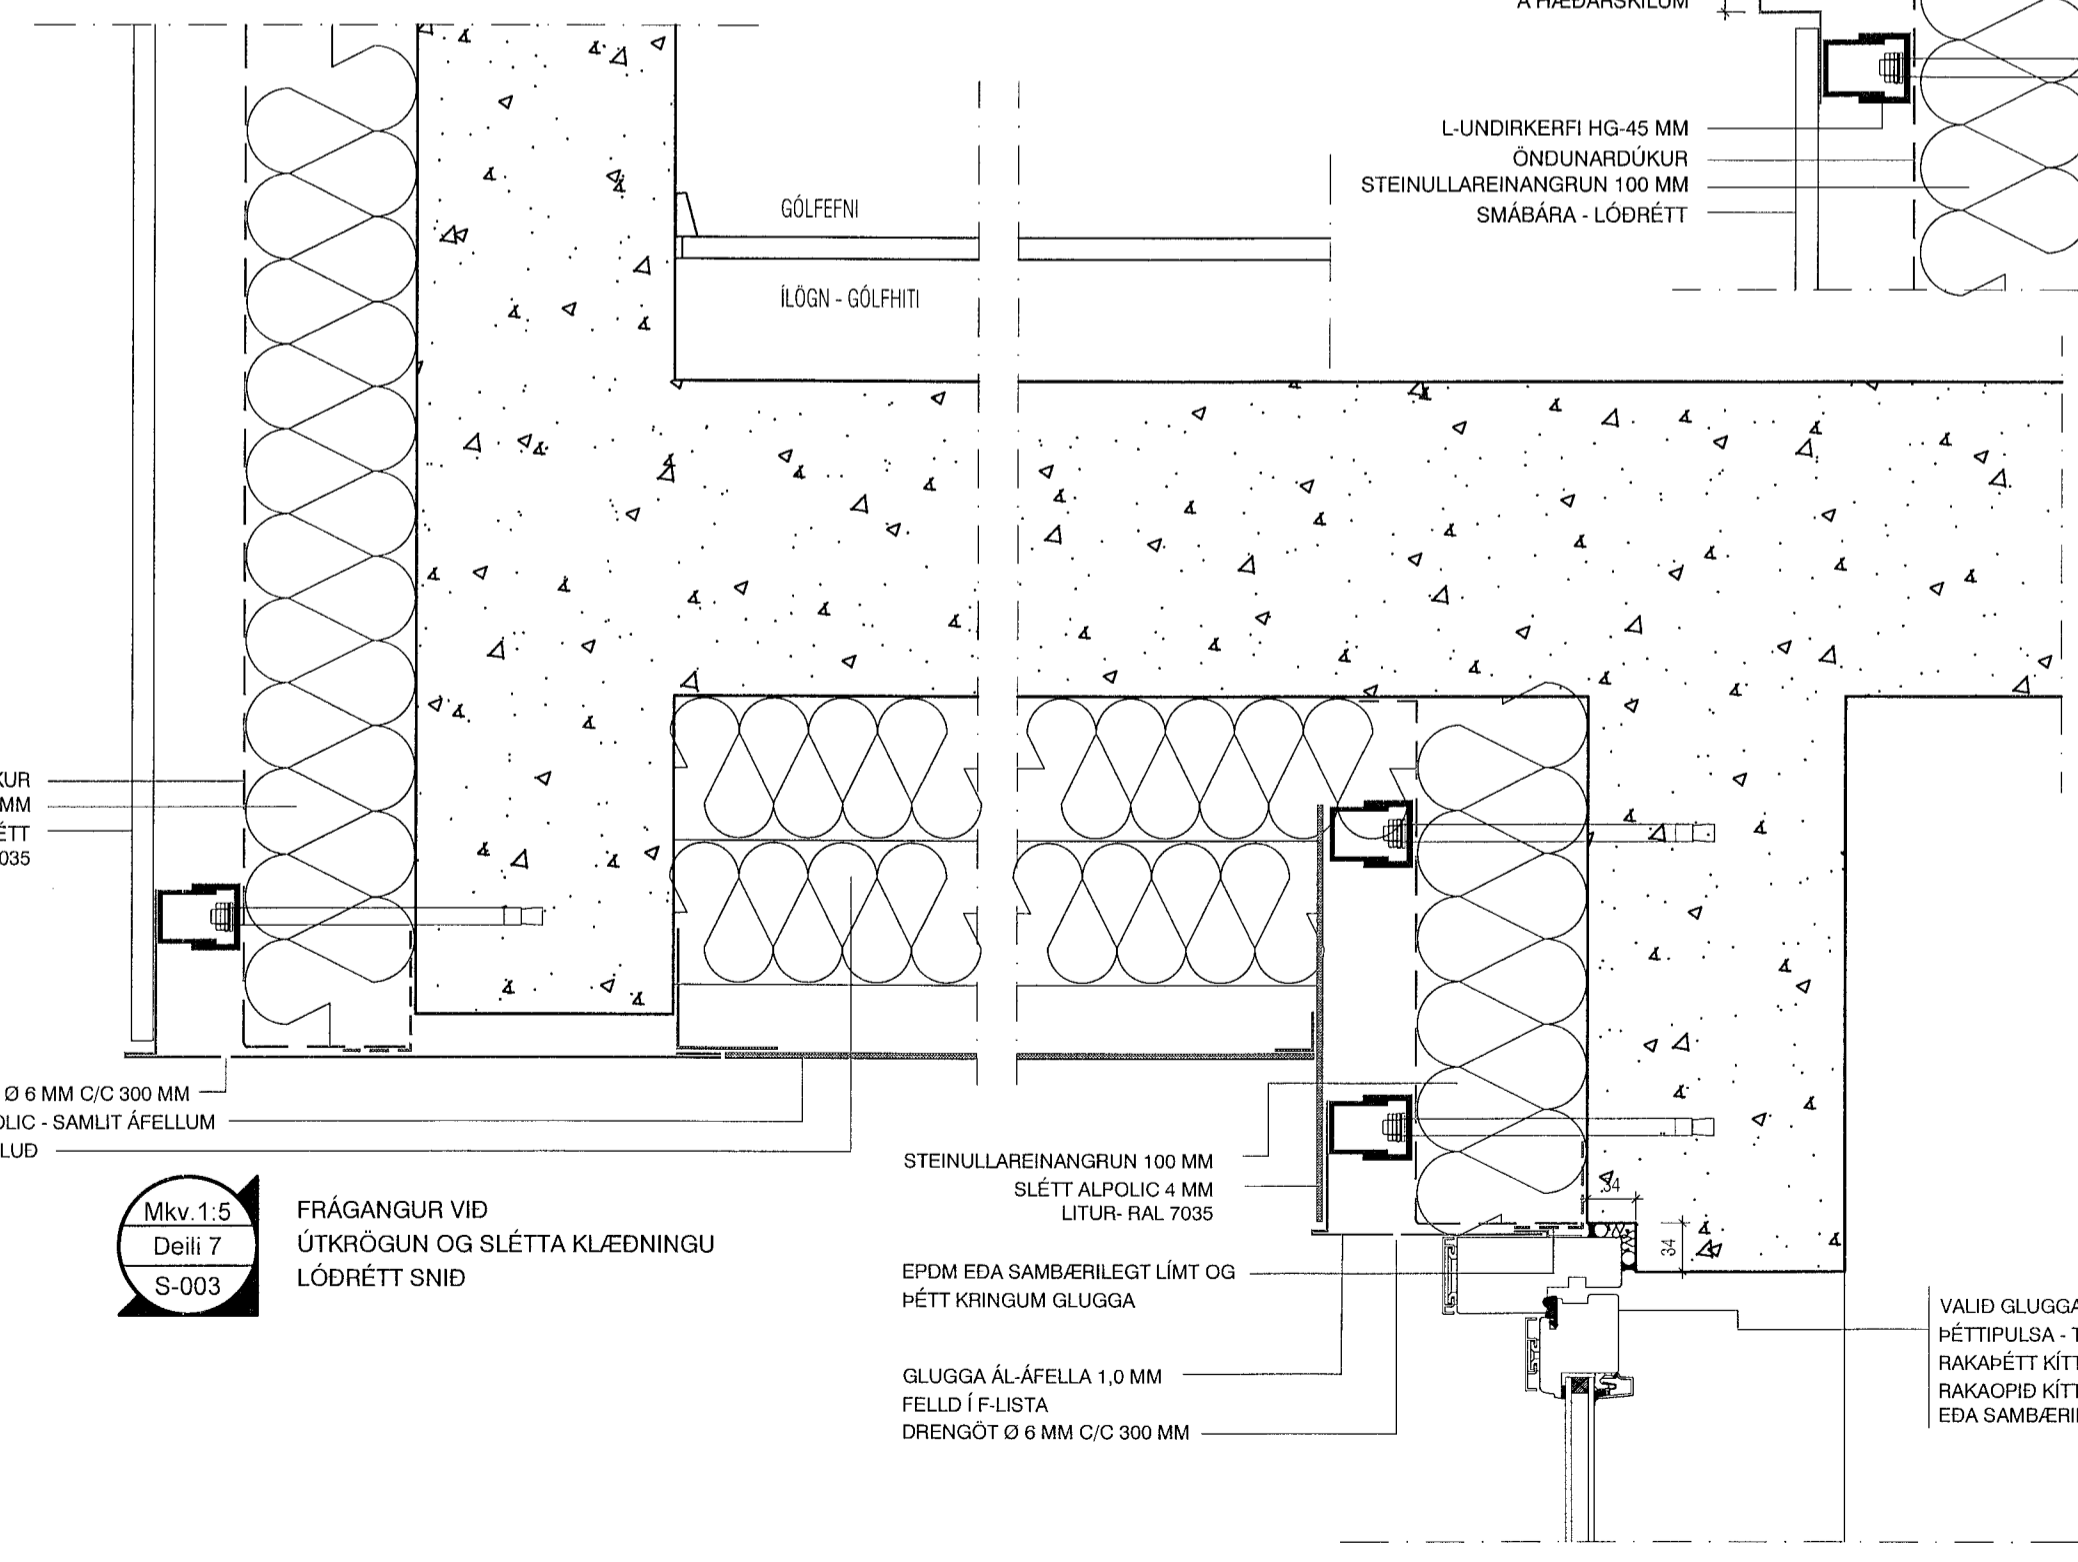 Á HÆÐARSKILUM
L-UNDIRKERFI HG-45 MM
ÖNDUNARDÚKUR
STEINULLAREINANGRUN 100 MM
SMÁBÁRA - LÓÐRÉTT
GÓLFEFNI
ÍLÖGN - GÓLFHITI
KUR
MM
ÉTT
035
Ø 6 MM C/C 300 MM
OLIC - SAMLIT ÁFELLUM
LUÐ
Mkv.1:5
Deili 7
S-003
FRÁGANGUR VIÐ
ÚTKRÖGUN OG SLÉTTA KLÆÐNINGU
LÓÐRÉTT SNIÐ
STEINULLAREINANGRUN 100 MM
SLÉTT ALPOLIC 4 MM
LITUR- RAL 7035
EPDM EÐA SAMBÆRILEGT LÍMT OG
ÞÉTT KRINGUM GLUGGA
GLUGGA ÁL-ÁFELLA 1,0 MM
FELLD Í F-LISTA
DRENGÖT Ø 6 MM C/C 300 MM
34
34
VALIÐ GLUGGA
ÞÉTTIPULSA - T
RAKAÞÉTT KÍTT
RAKAOPIÐ KÍTT
EÐA SAMBÆRI